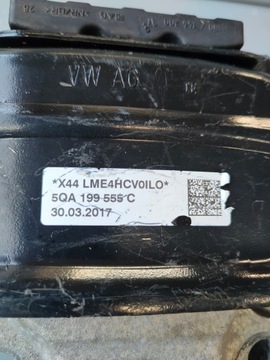 VW AG
*X44 LME4HCV0ILO*
5QA 199 555 C
30.03.2017